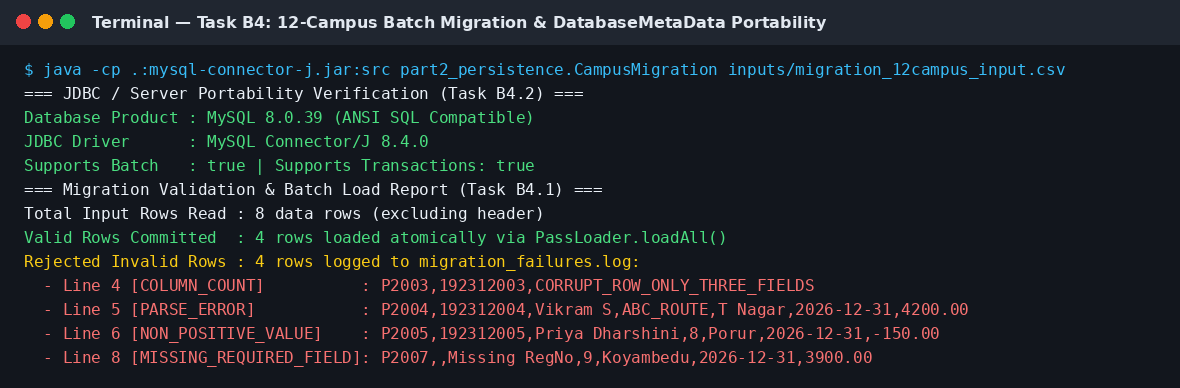 Terminal — Task B4: 12-Campus Batch Migration & DatabaseMetaData Portability
$ java -cp .:mysql-connector-j.jar:src part2_persistence.CampusMigration inputs/migration_12campus_input.csv
=== JDBC / Server Portability Verification (Task B4.2) ===
Database Product : MySQL 8.0.39 (ANSI SQL Compatible)
JDBC Driver      : MySQL Connector/J 8.4.0
Supports Batch   : true | Supports Transactions: true
=== Migration Validation & Batch Load Report (Task B4.1) ===
Total Input Rows Read : 8 data rows (excluding header)
Valid Rows Committed  : 4 rows loaded atomically via PassLoader.loadAll()
Rejected Invalid Rows : 4 rows logged to migration_failures.log:
  - Line 4 [COLUMN_COUNT]          : P2003,192312003,CORRUPT_ROW_ONLY_THREE_FIELDS
  - Line 5 [PARSE_ERROR]           : P2004,192312004,Vikram S,ABC_ROUTE,T Nagar,2026-12-31,4200.00
  - Line 6 [NON_POSITIVE_VALUE]    : P2005,192312005,Priya Dharshini,8,Porur,2026-12-31,-150.00
  - Line 8 [MISSING_REQUIRED_FIELD]: P2007,,Missing RegNo,9,Koyambedu,2026-12-31,3900.00